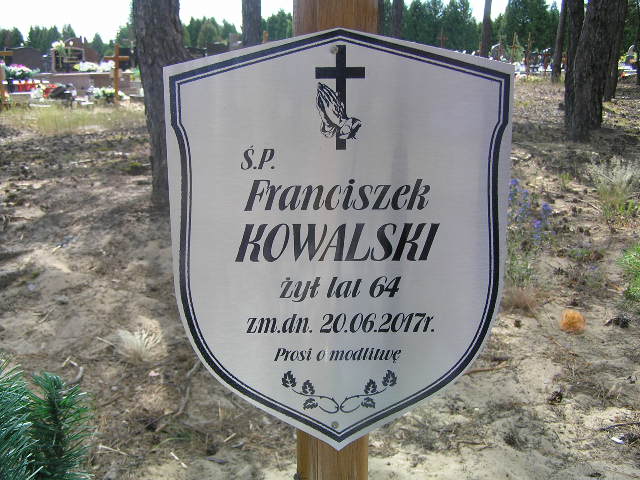 Ś.P.
Franciszek
KOWALSKI
żył lat 64
zm.dn. 20.06.2017r.
Prosi o modlitwę